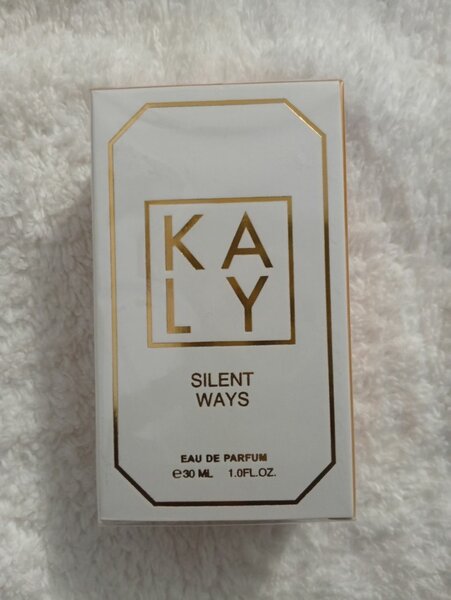 KA
LY
SILENT
WAYS
EAU DE PARFUM
℮30 ML 1.0FL.OZ.